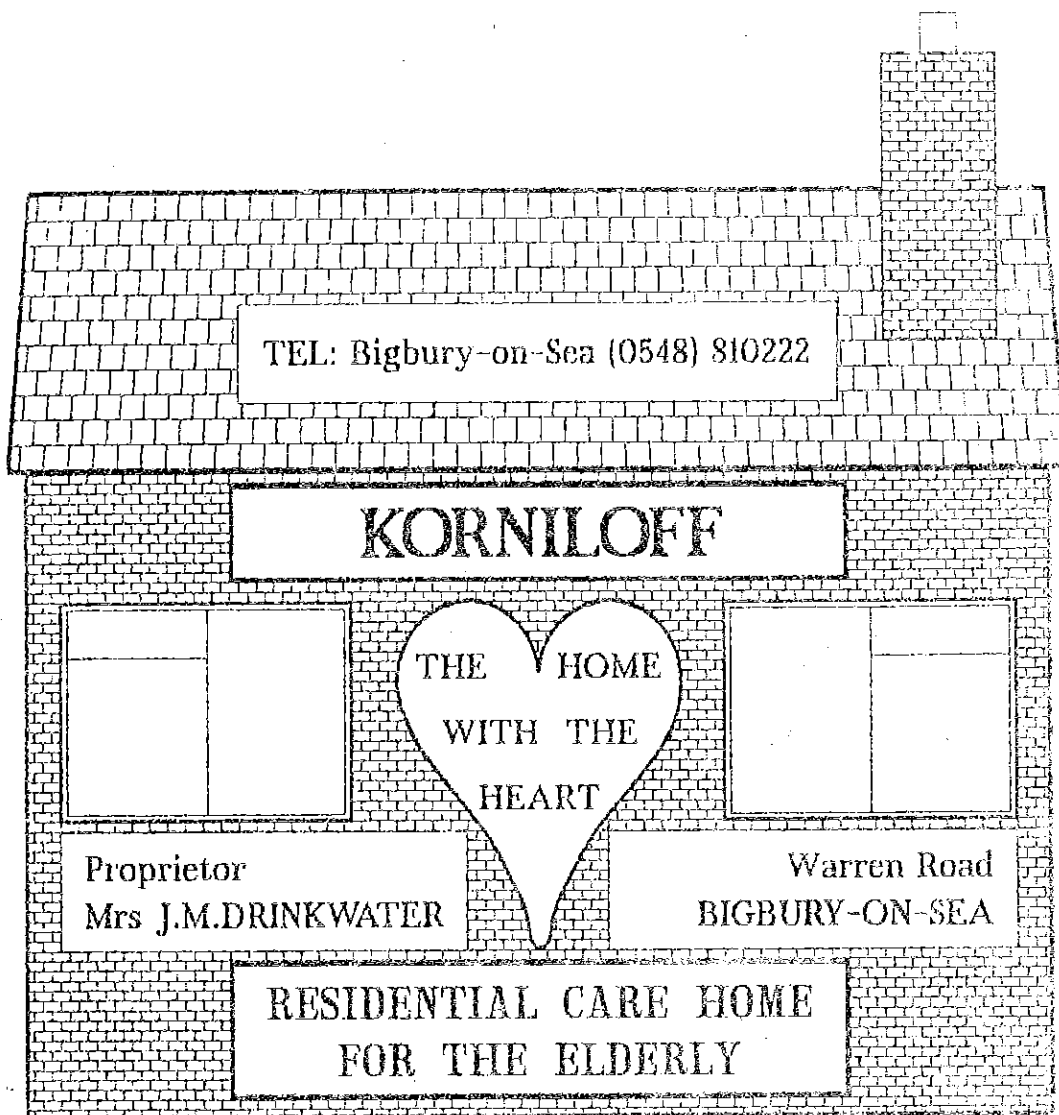 TEL: Bigbury-on-Sea (0548) 810222
KORNILOFF
THE HOME
WITH THE
HEART
Proprietor
Mrs J.M.DRINKWATER
Warren Road
BIGBURY-ON-SEA
RESIDENTIAL CARE HOME
FOR THE ELDERLY